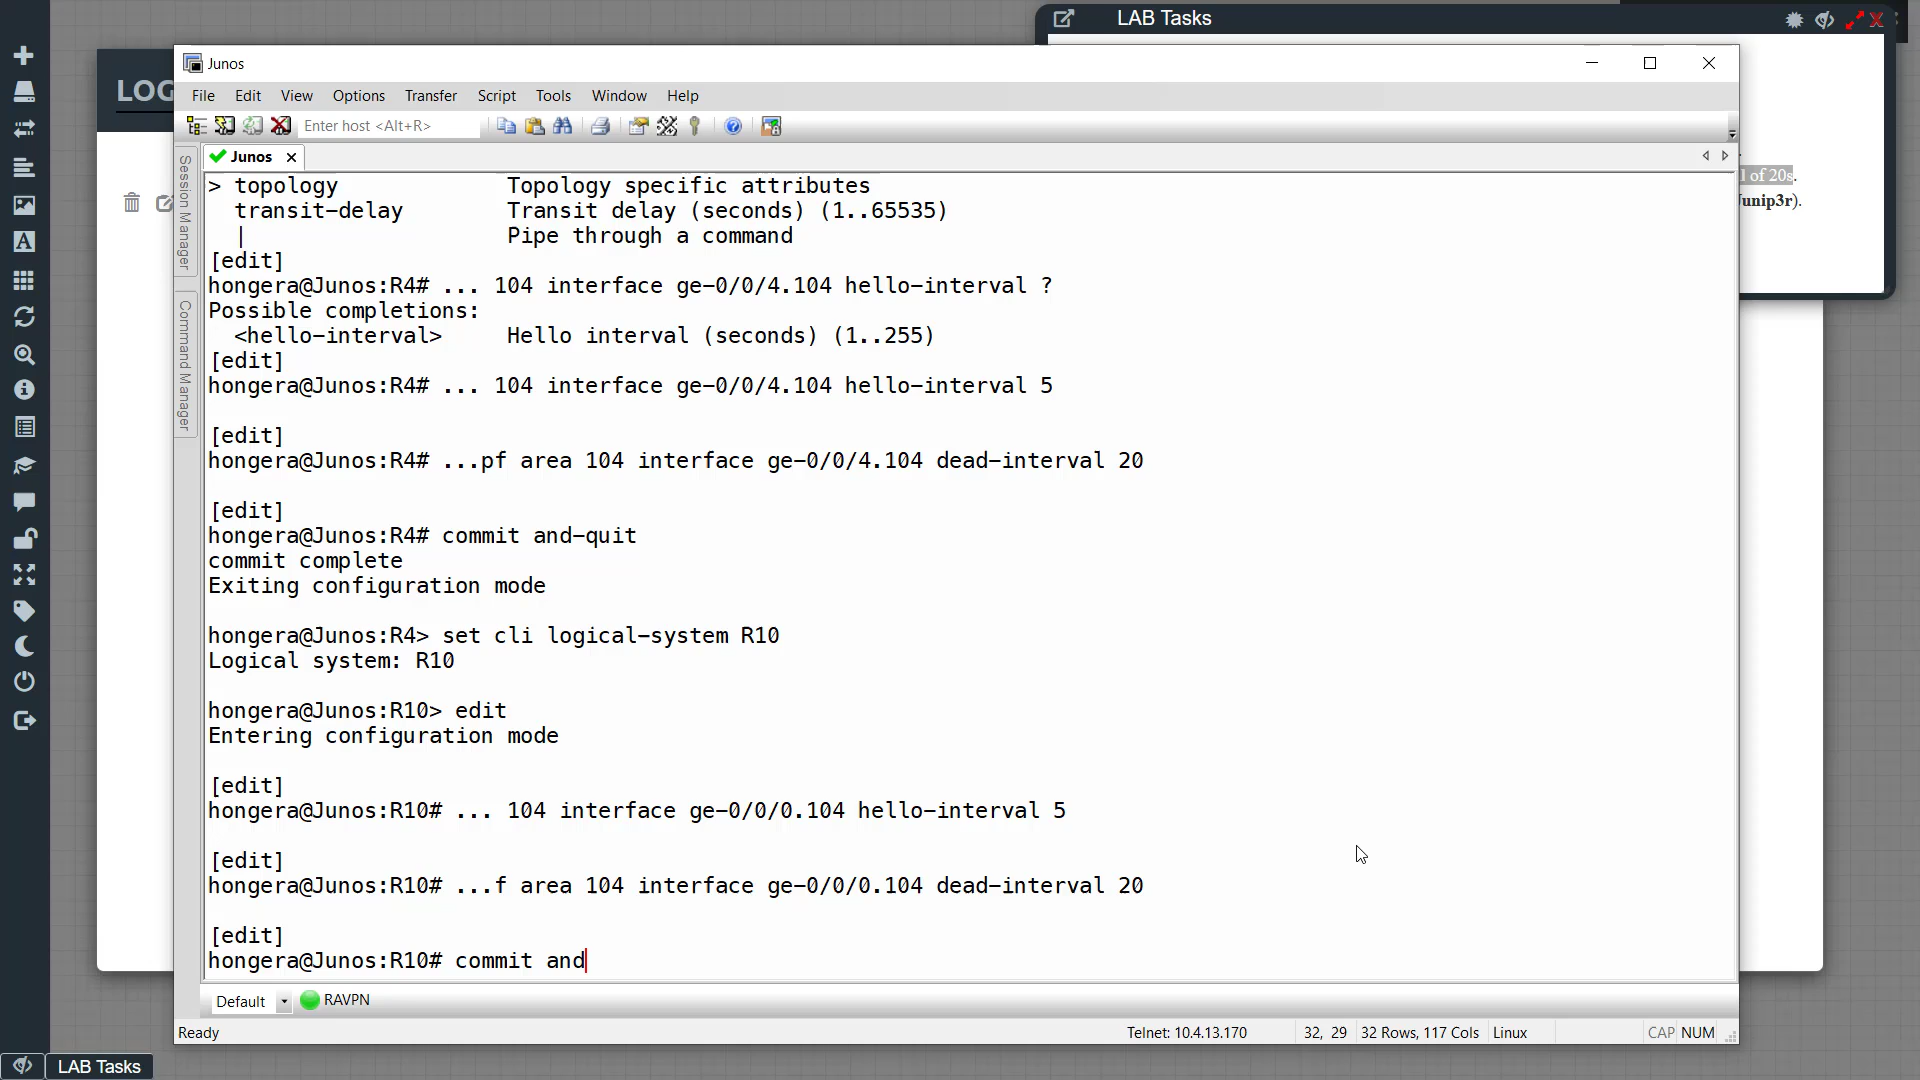 LAB Tasks
LOG
Junos
File Edit View Options Transfer Script Tools Window Help
Enter host <Alt+R>
Junos
Session Manager
Command Manager
l of 20s.
unip3r).
> topology Topology specific attributes
transit-delay Transit delay (seconds) (1..65535)
| Pipe through a command
[edit]
hongera@Junos:R4# ... 104 interface ge-0/0/4.104 hello-interval ?
Possible completions:
<hello-interval> Hello interval (seconds) (1..255)
[edit]
hongera@Junos:R4# ... 104 interface ge-0/0/4.104 hello-interval 5
[edit]
hongera@Junos:R4# ...pf area 104 interface ge-0/0/4.104 dead-interval 20
[edit]
hongera@Junos:R4# commit and-quit
commit complete
Exiting configuration mode
hongera@Junos:R4> set cli logical-system R10
Logical system: R10
hongera@Junos:R10> edit
Entering configuration mode
[edit]
hongera@Junos:R10# ... 104 interface ge-0/0/0.104 hello-interval 5
[edit]
hongera@Junos:R10# ...f area 104 interface ge-0/0/0.104 dead-interval 20
[edit]
hongera@Junos:R10# commit and
Default RAVPN
Ready Telnet: 10.4.13.170 32, 29 32 Rows, 117 Cols Linux CAP NUM
LAB Tasks